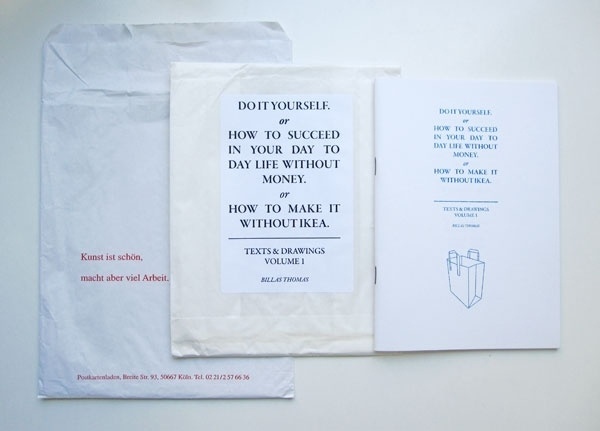 Kunst ist schön,
macht aber viel Arbeit.
Postkartenladen, Breite Str. 93, 50667 Köln. Tel. 02 21/2 57 66 36
DO IT YOURSELF.
or
HOW TO SUCCEED
IN YOUR DAY TO
DAY LIFE WITHOUT
MONEY.
or
HOW TO MAKE IT
WITHOUT IKEA.
TEXTS & DRAWINGS
VOLUME 1
BILLAS THOMAS
DO IT YOURSELF.
or
HOW TO SUCCEED
IN YOUR DAY TO
DAY LIFE WITHOUT
MONEY.
or
HOW TO MAKE IT
WITHOUT IKEA.
TEXTS & DRAWINGS
VOLUME 1
BILLAS THOMAS